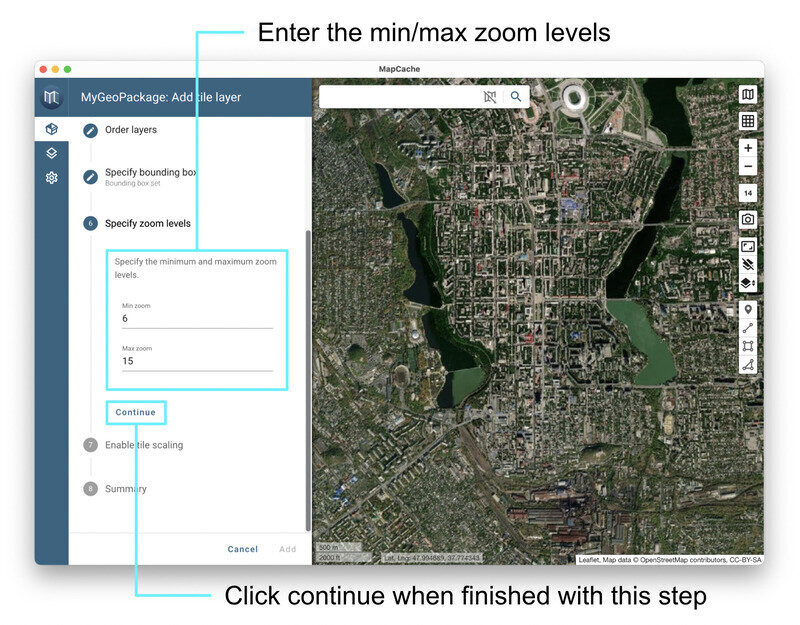 Enter the min/max zoom levels
MapCache
MyGeoPackage: Add tile layer
Order layers
Specify bounding box
Bounding box set
6
Specify zoom levels
Specify the minimum and maximum zoom
levels.
Min zoom
6
Max zoom
15
Continue
7
Enable tile scaling
8
Summary
Cancel
Add
+
−
14
500 m
2000 ft
Lat, Lng: 47.994689, 37.774343
Leaflet, Map data © OpenStreetMap contributors, CC-BY-SA
Click continue when finished with this step